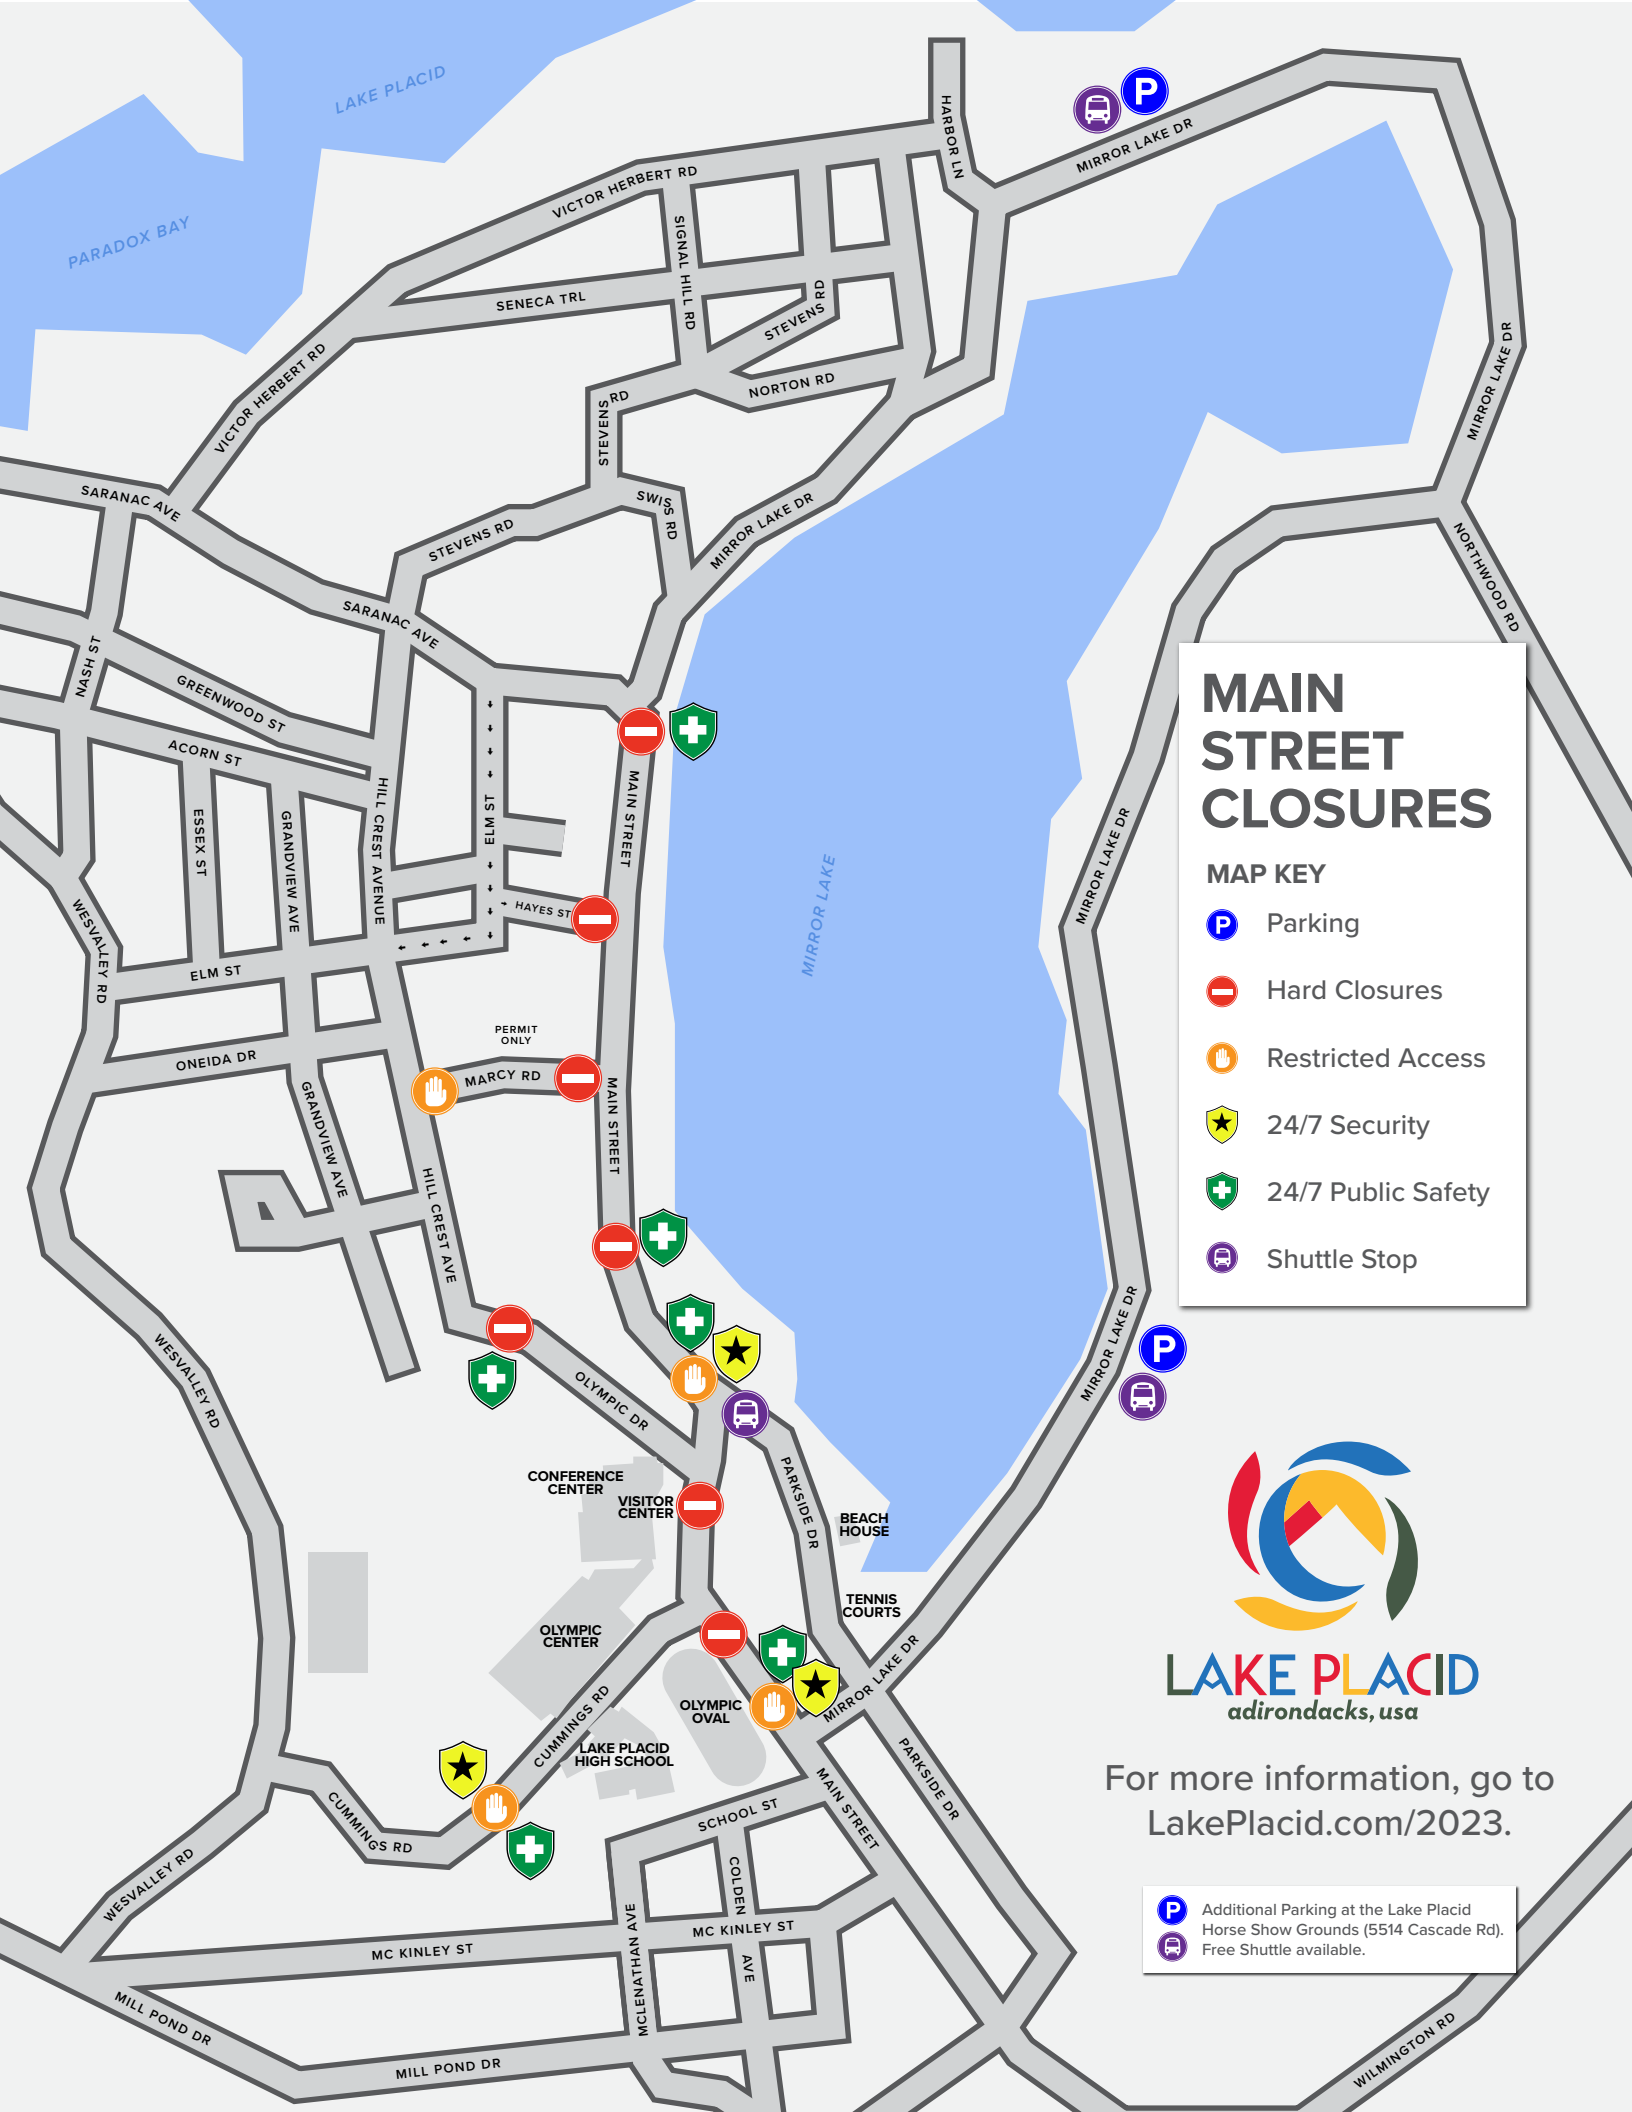 LAKE PLACID
PARADOX BAY
HARBOR LN
MIRROR LAKE DR
VICTOR HERBERT RD
SIGNAL HILL RD
SENECA TRL
STEVENS RD
VICTOR HERBERT RD
NORTON RD
STEVENS RD
MIRROR LAKE DR
SARANAC AVE
SWISS RD
STEVENS RD
MIRROR LAKE DR
NORTHWOOD RD
SARANAC AVE
NASH ST
GREENWOOD ST
ACORN ST
HILL CREST AVENUE
ELM ST
MAIN STREET
ESSEX ST
GRANDVIEW AVE
HAYES ST
MIRROR LAKE
MIRROR LAKE DR
WESVALLEY RD
ELM ST
PERMIT
ONLY
ONEIDA DR
MARCY RD
MAIN STREET
GRANDVIEW AVE
HILL CREST AVE
MAIN
STREET
CLOSURES
MAP KEY
P Parking
Hard Closures
Restricted Access
24/7 Security
24/7 Public Safety
Shuttle Stop
P
MIRROR LAKE DR
P
WESVALLEY RD
OLYMPIC DR
CONFERENCE
CENTER
VISITOR
CENTER
PARKSIDE DR
BEACH
HOUSE
TENNIS
COURTS
OLYMPIC
CENTER
MIRROR LAKE DR
OLYMPIC
OVAL
CUMMINGS RD
LAKE PLACID
HIGH SCHOOL
PARKSIDE DR
MAIN STREET
CUMMINGS RD
SCHOOL ST
COLDEN AVE
WESVALLEY RD
MC KINLEY ST
MC KINLEY ST
MCLENATHAN AVE
MILL POND DR
MILL POND DR
WILMINGTON RD
LAKE PLACID
adirondacks, usa
For more information, go to
LakePlacid.com/2023.
P
Additional Parking at the Lake Placid
Horse Show Grounds (5514 Cascade Rd).
Free Shuttle available.